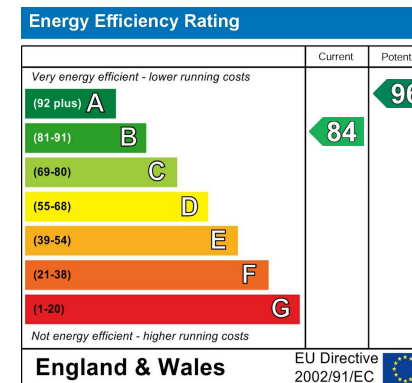 Energy Efficiency Rating
Current Potent
Very energy efficient - lower running costs
(92 plus) A
96
(81-91) B
84
(69-80) C
(55-68) D
(39-54) E
(21-38) F
(1-20) G
Not energy efficient - higher running costs
England & Wales
EU Directive
2002/91/EC